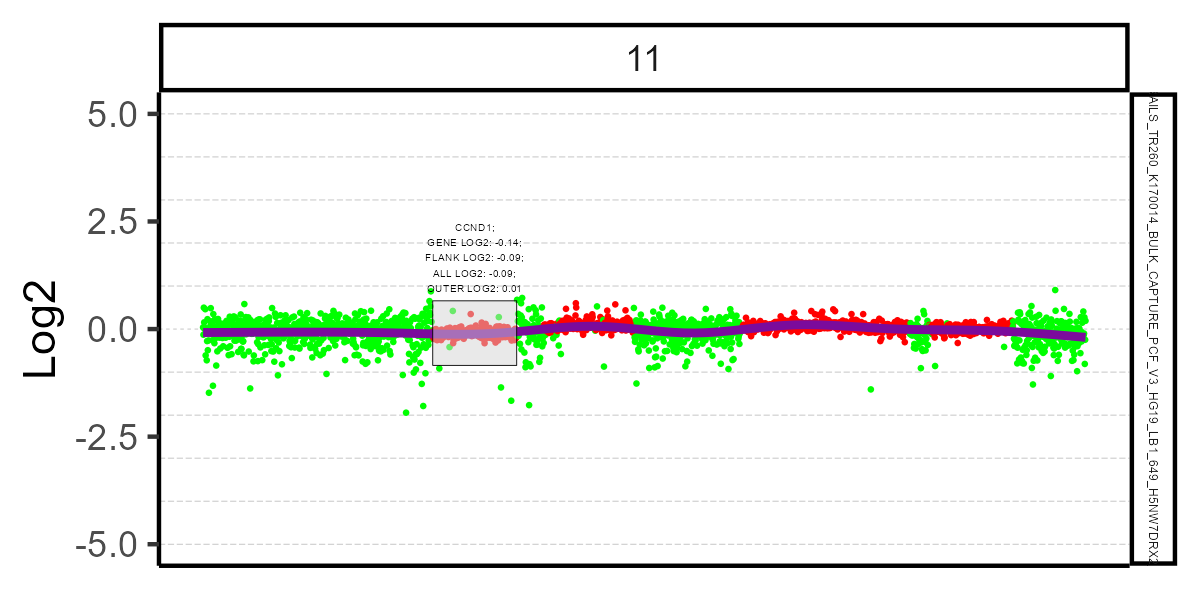 11
5.0
2.5
0.0
-2.5
-5.0
Log2
CCND1;
GENE LOG2: -0.14;
FLANK LOG2: -0.09;
ALL LOG2: -0.09;
OUTER LOG2: 0.01
AILS_TR260_K170014_BULK_CAPTURE_PCE_V3_HG19_LB1_649_H5NW7DRX2